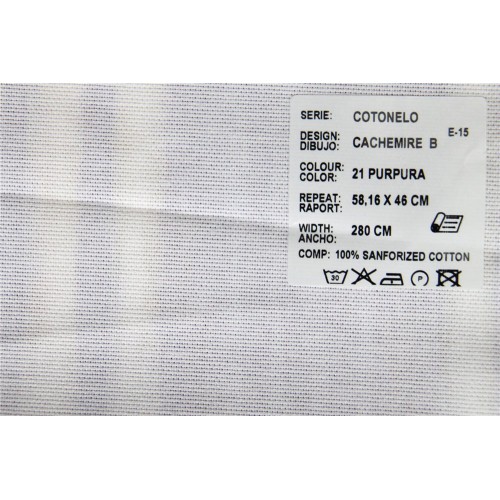 SERIE: COTONELO
E-15
DESIGN:
DIBUJO: CACHEMIRE B
COLOUR:
COLOR: 21 PURPURA
REPEAT:
RAPORT: 58,16 X 46 CM
WIDTH:
ANCHO: 280 CM
COMP: 100% SANFORIZED COTTON
30 P